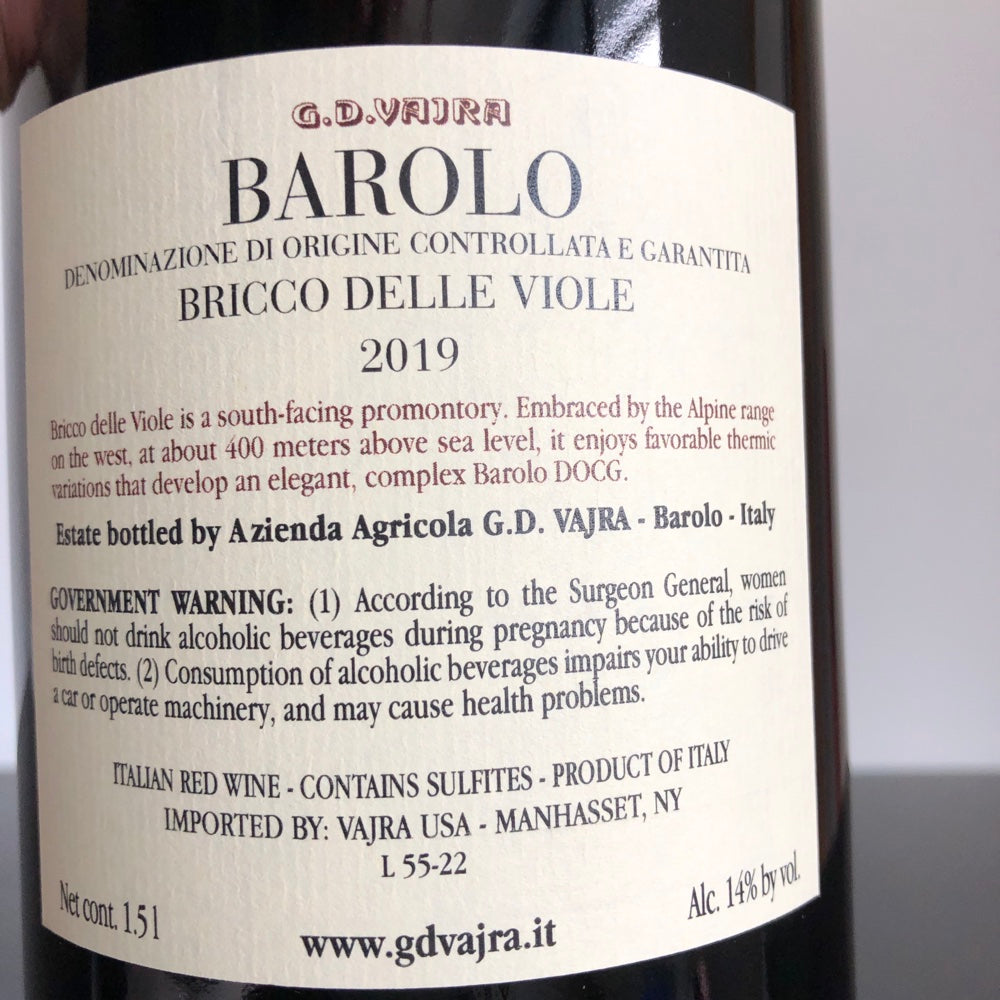 G.D.VAJRA
BAROLO
DENOMINAZIONE DI ORIGINE CONTROLLATA E GARANTITA
BRICCO DELLE VIOLE
2019
Bricco delle Viole is a south-facing promontory. Embraced by the Alpine range
on the west, at about 400 meters above sea level, it enjoys favorable thermic
variations that develop an elegant, complex Barolo DOCG.
Estate bottled by Azienda Agricola G.D. VAJRA - Barolo - Italy
GOVERNMENT WARNING: (1) According to the Surgeon General, women
should not drink alcoholic beverages during pregnancy because of the risk of
birth defects. (2) Consumption of alcoholic beverages impairs your ability to drive
a car or operate machinery, and may cause health problems.
ITALIAN RED WINE - CONTAINS SULFITES - PRODUCT OF ITALY
IMPORTED BY: VAJRA USA - MANHASSET, NY
L 55-22
Net cont. 1.5 l
Alc. 14% by vol.
www.gdvajra.it